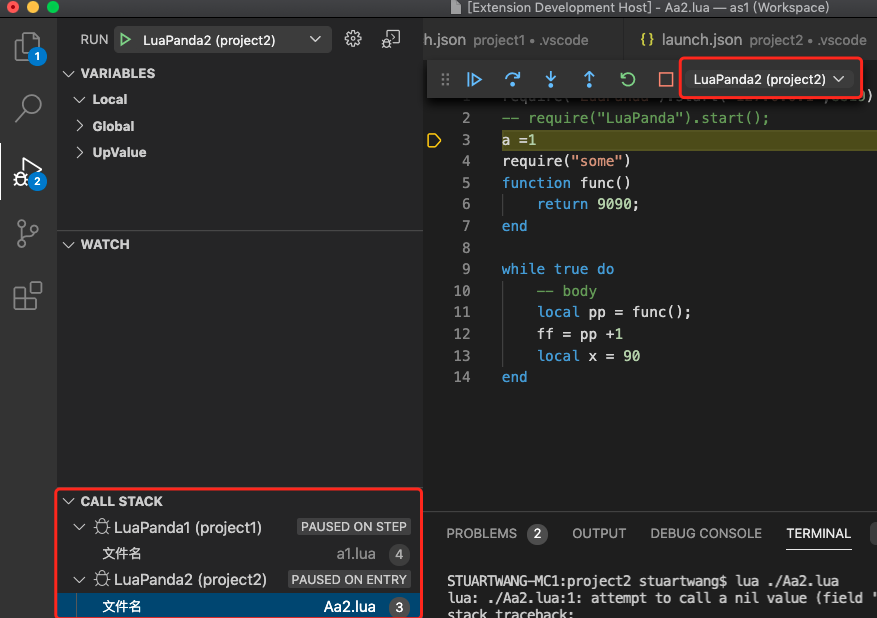 [Extension Development Host] - Aa2.lua — as1 (Workspace)
RUN LuaPanda2 (project2)
h.json project1 • .vscode {} launch.json project2 • .vscode
LuaPanda2 (project2)
1
2
VARIABLES
Local
Global
UpValue
WATCH
2 -- require("LuaPanda").start();
3 a =1
4 require("some")
5 function func()
6 return 9090;
7 end
8
9 while true do
10 -- body
11 local pp = func();
12 ff = pp +1
13 local x = 90
14 end
CALL STACK
LuaPanda1 (project1) PAUSED ON STEP
文件名 a1.lua 4
LuaPanda2 (project2) PAUSED ON ENTRY
文件名 Aa2.lua 3
PROBLEMS 2 OUTPUT DEBUG CONSOLE TERMINAL
STUARTWANG-MC1:project2 stuartwang$ lua ./Aa2.lua
lua: ./Aa2.lua:1: attempt to call a nil value (field '
stack traceback: